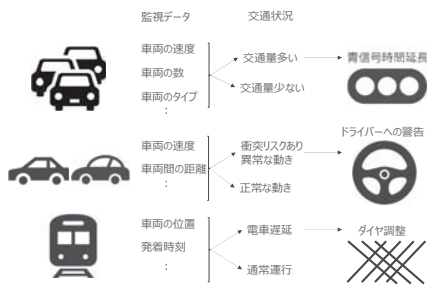 監視データ
交通状況
車両の速度
車両の数
車両のタイプ
:
交通量多い
交通量少ない
青信号時間延長
車両の速度
車両間の距離
:
衝突リスクあり
異常な動き
正常な動き
ドライバーへの警告
車両の位置
発着時刻
:
電車遅延
通常運行
ダイヤ調整